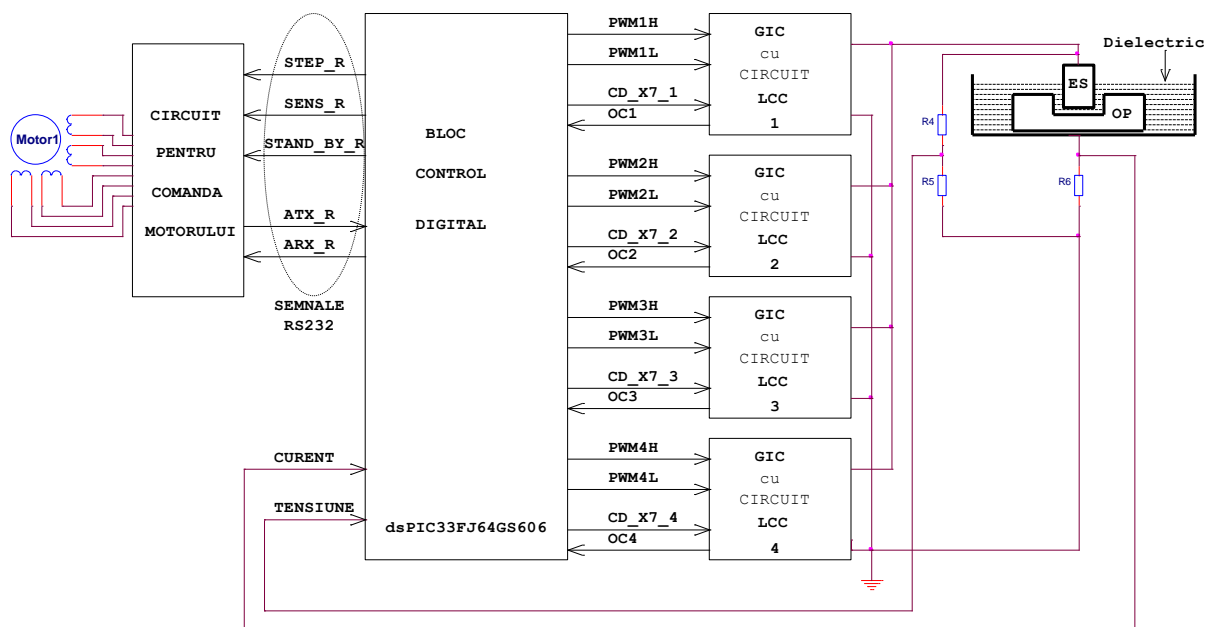 Motor1
CIRCUIT
PENTRU
COMANDA
MOTORULUI
STEP_R
SENS_R
STAND_BY_R
ATX_R
ARX_R
SEMNALE
RS232
CURENT
TENSIUNE
BLOC
CONTROL
DIGITAL
dsPIC33FJ64GS606
PWM1H
PWM1L
CD_X7_1
OC1
GIC
cu
CIRCUIT
LCC
1
PWM2H
PWM2L
CD_X7_2
OC2
GIC
cu
CIRCUIT
LCC
2
PWM3H
PWM3L
CD_X7_3
OC3
GIC
cu
CIRCUIT
LCC
3
PWM4H
PWM4L
CD_X7_4
OC4
GIC
cu
CIRCUIT
LCC
4
Dielectric
ES
OP
R4
R5
R6